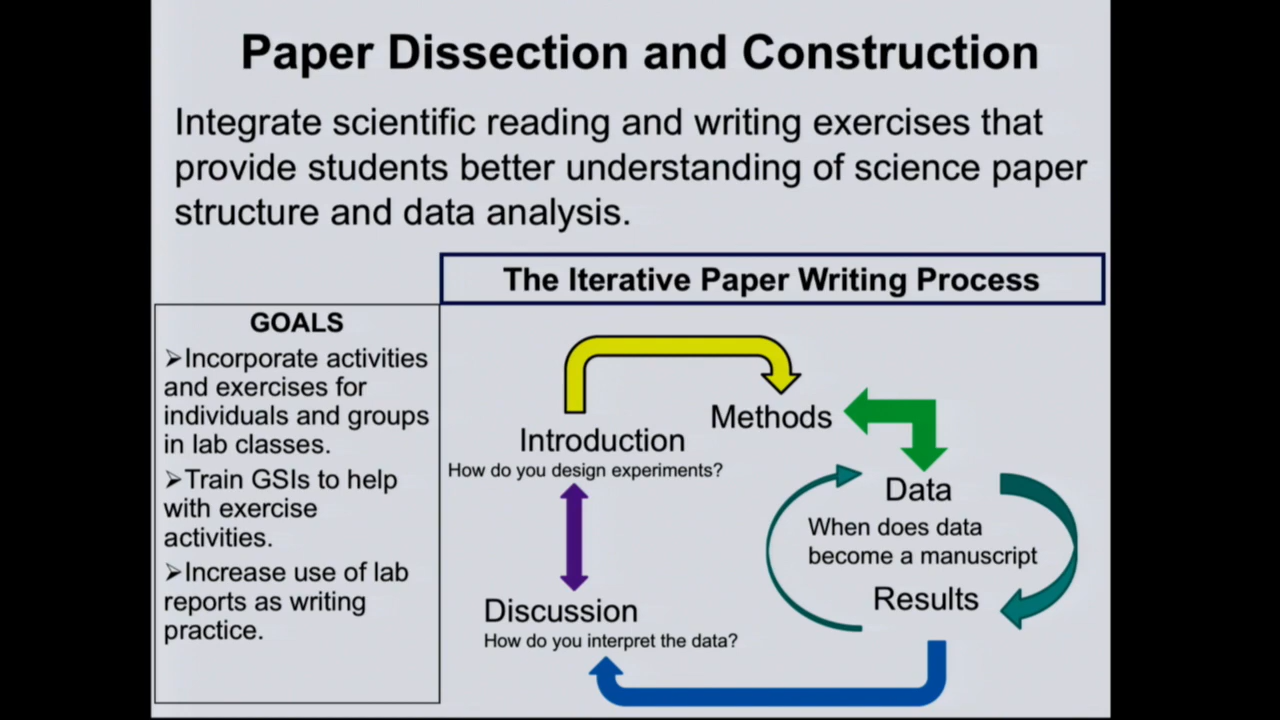 Paper Dissection and Construction
Integrate scientific reading and writing exercises that
provide students better understanding of science paper
structure and data analysis.
The Iterative Paper Writing Process
GOALS
➢Incorporate activities
and exercises for
individuals and groups
in lab classes.
➢Train GSIs to help
with exercise
activities.
➢Increase use of lab
reports as writing
practice.
Methods
Introduction
How do you design experiments?
Data
When does data
become a manuscript
Results
Discussion
How do you interpret the data?